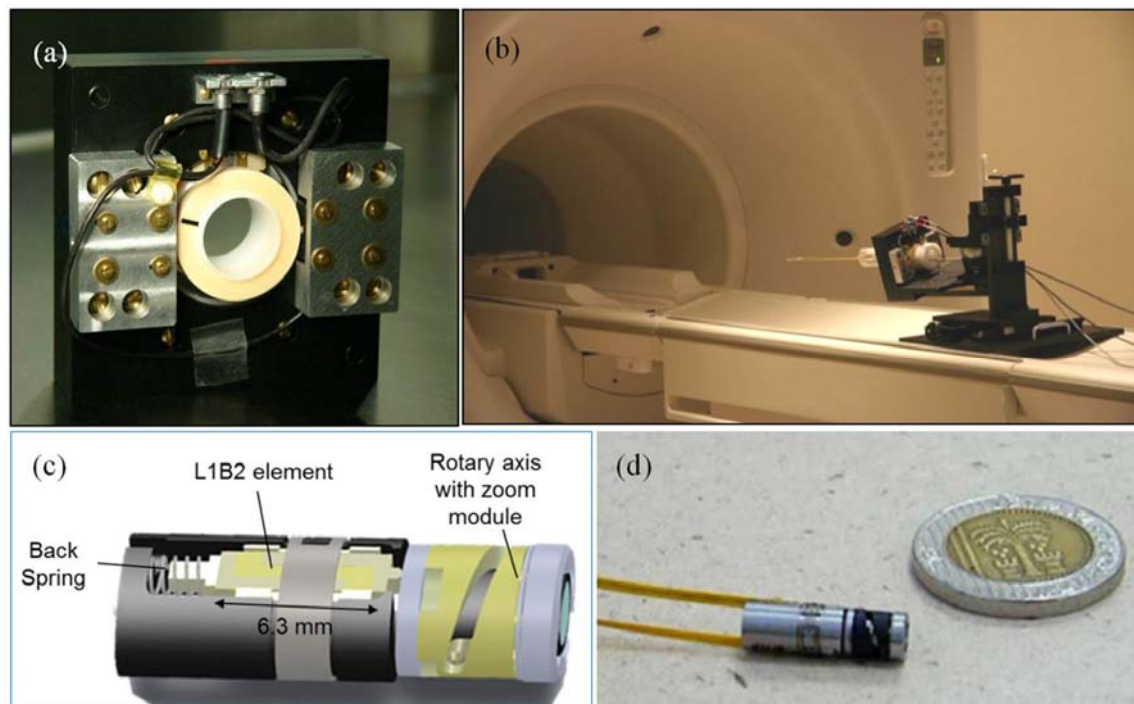 (a)
(b)
(c)
L1B2 element
Rotary axis
with zoom
module
Back
Spring
6.3 mm
(d)